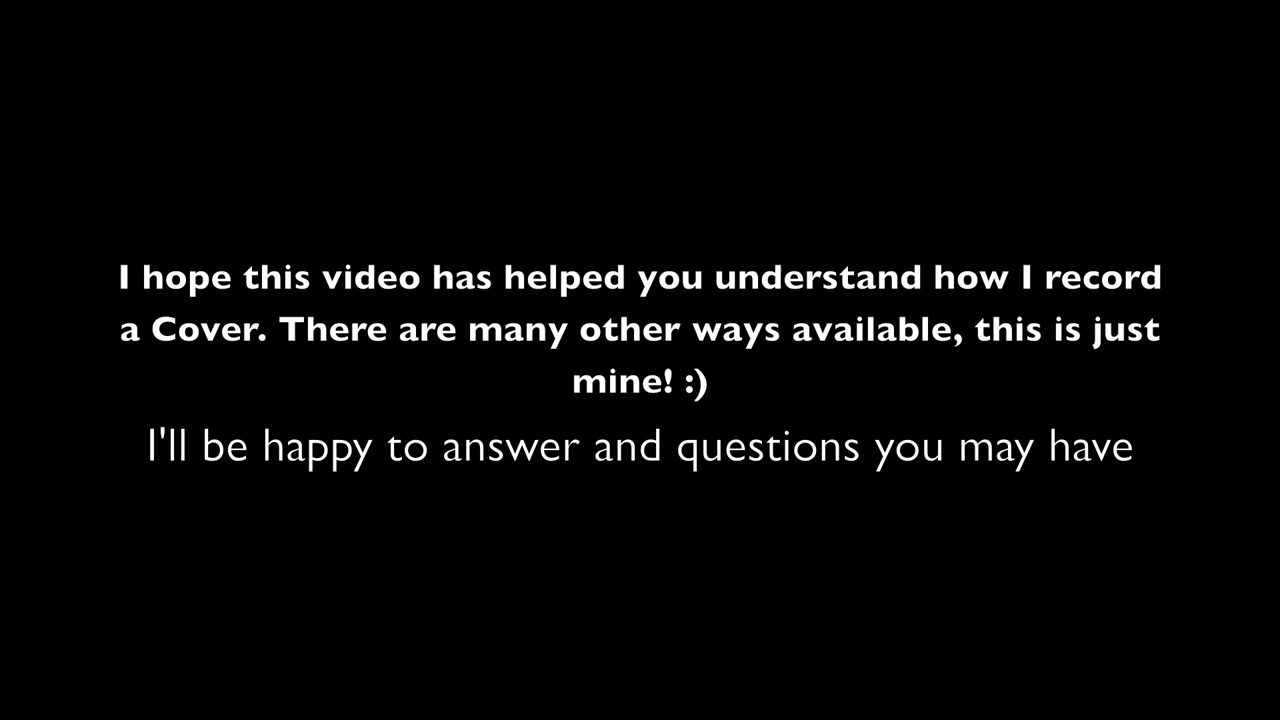 I hope this video has helped you understand how I record
a Cover. There are many other ways available, this is just
mine! :)
I'll be happy to answer and questions you may have